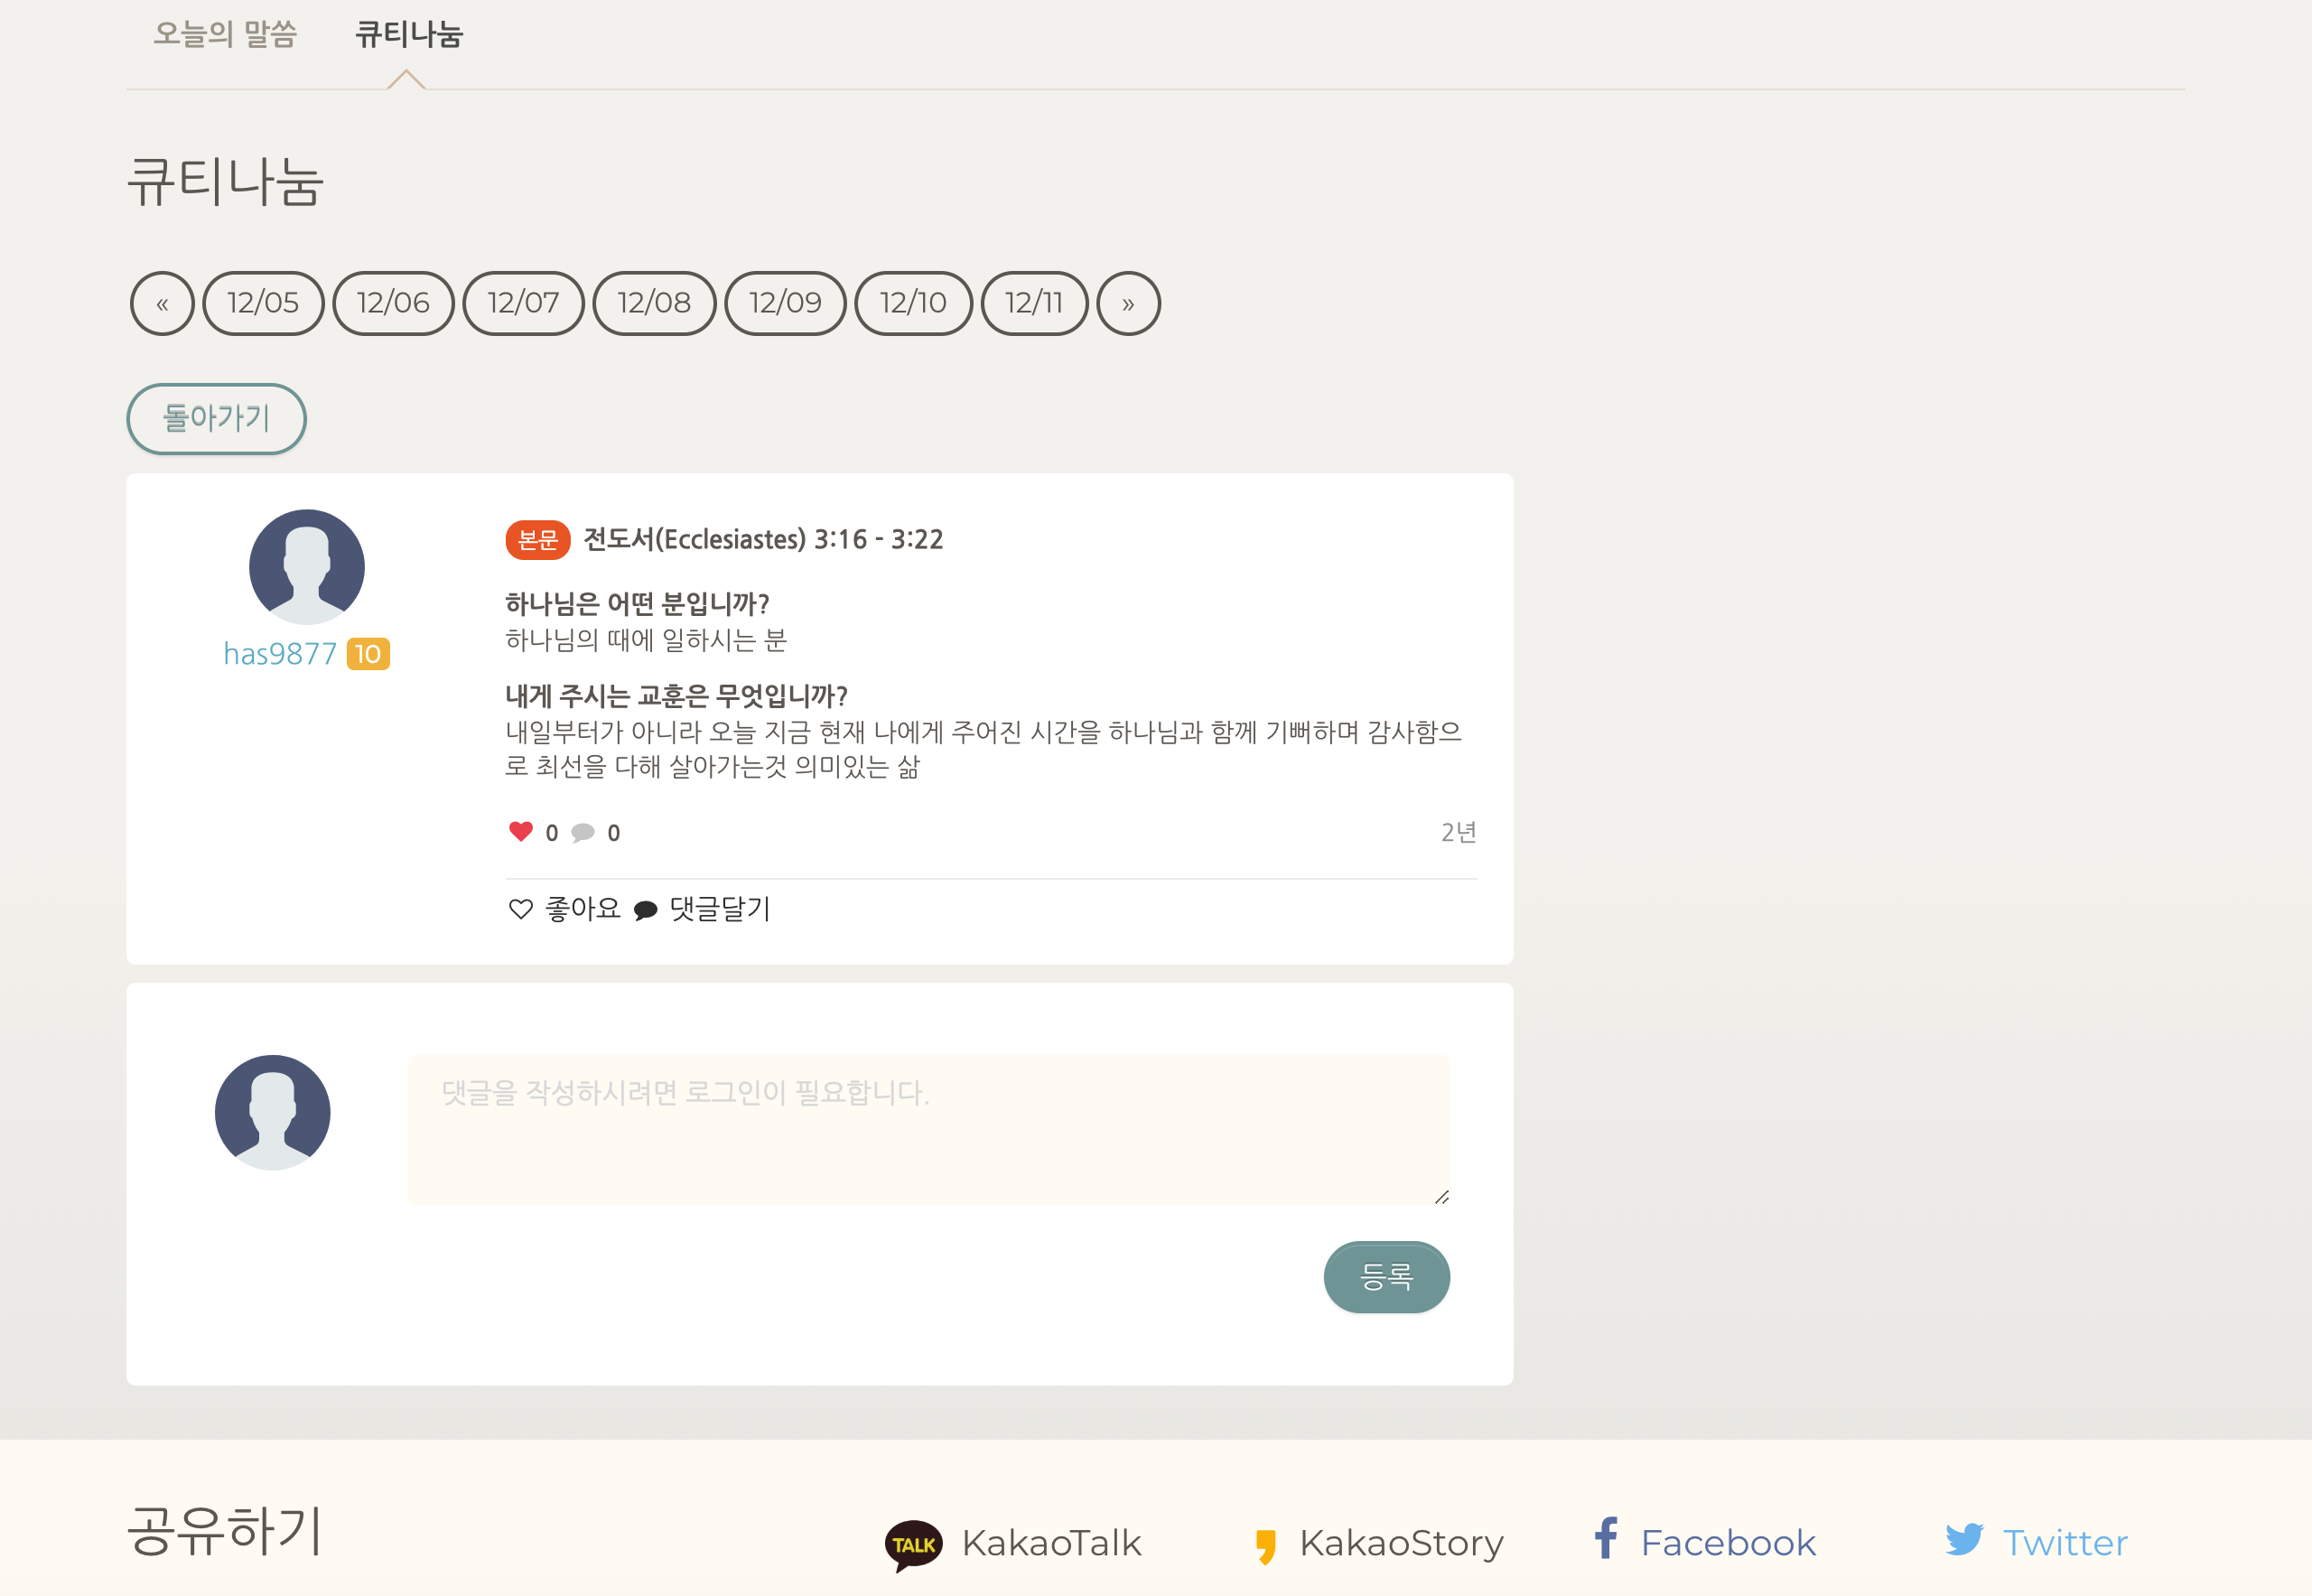 오늘의 말씀 큐티나눔
큐티나눔
« 12/05 12/06 12/07 12/08 12/09 12/10 12/11 »
돌아가기
본문 전도서(Ecclesiastes) 3:16 - 3:22
하나님은 어떤 분입니까?
하나님의 때에 일하시는 분
has9877 10
내게 주시는 교훈은 무엇입니까?
내일부터가 아니라 오늘 지금 현재 나에게 주어진 시간을 하나님과 함께 기뻐하며 감사함으
로 최선을 다해 살아가는것 의미있는 삶
0 0 2년
좋아요 댓글달기
댓글을 작성하시려면 로그인이 필요합니다.
등록
공유하기 TALK KakaoTalk KakaoStory Facebook Twitter